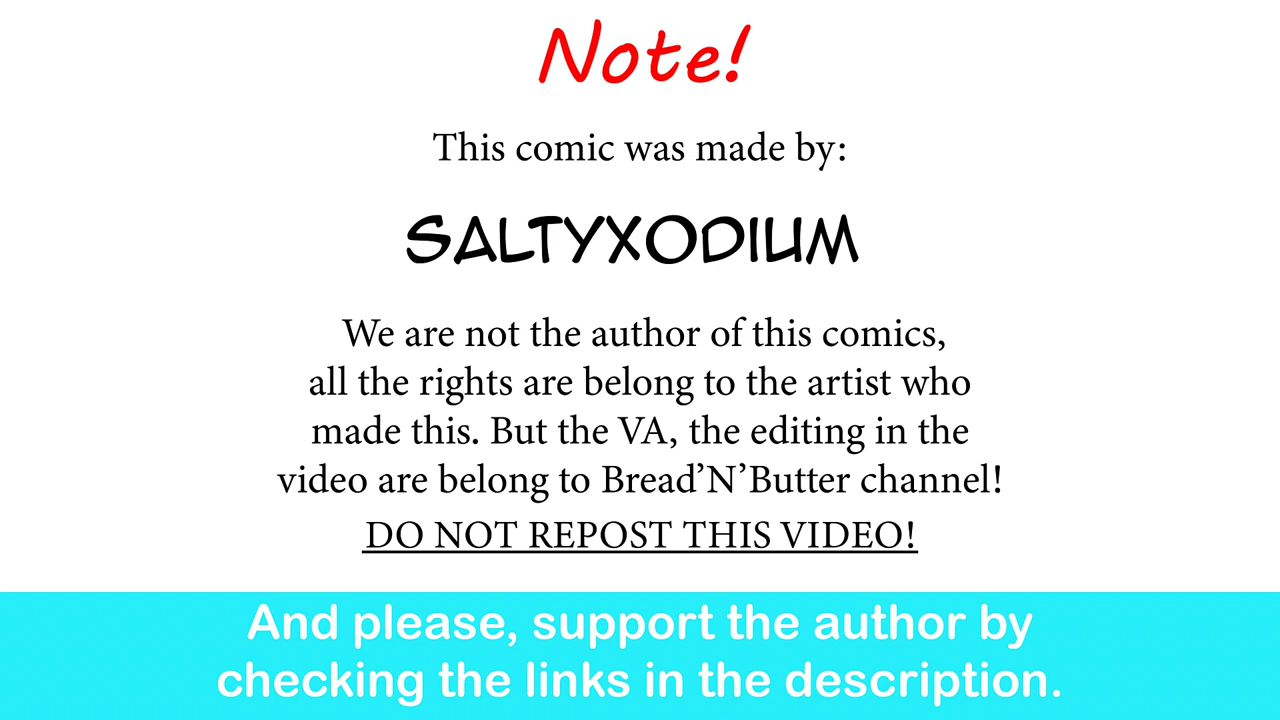 Note!
This comic was made by:
SALTYXODIUM
We are not the author of this comics,
all the rights are belong to the artist who
made this. But the VA, the editing in the
video are belong to Bread’N’Butter channel!
DO NOT REPOST THIS VIDEO!
And please, support the author by
checking the links in the description.